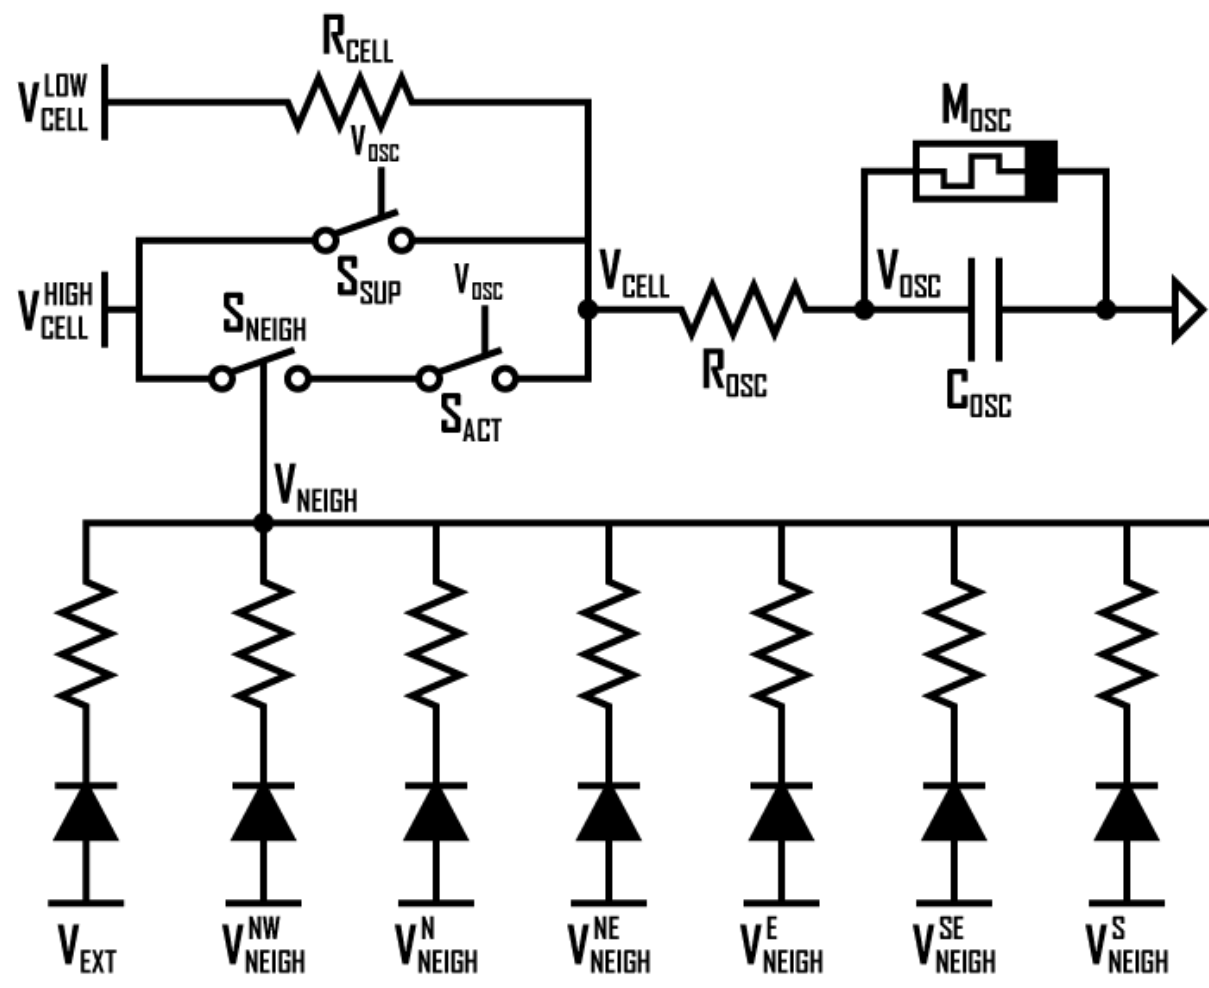 R_CELL
V_CELL^LOW
V_OSC
M_OSC
S_SUP
V_CELL^HIGH
S_NEIGH
V_OSC
V_CELL
V_OSC
R_OSC
C_OSC
S_ACT
V_NEIGH
V_EXT
V_NEIGH^NW
V_NEIGH^N
V_NEIGH^NE
V_NEIGH^E
V_NEIGH^SE
V_NEIGH^S